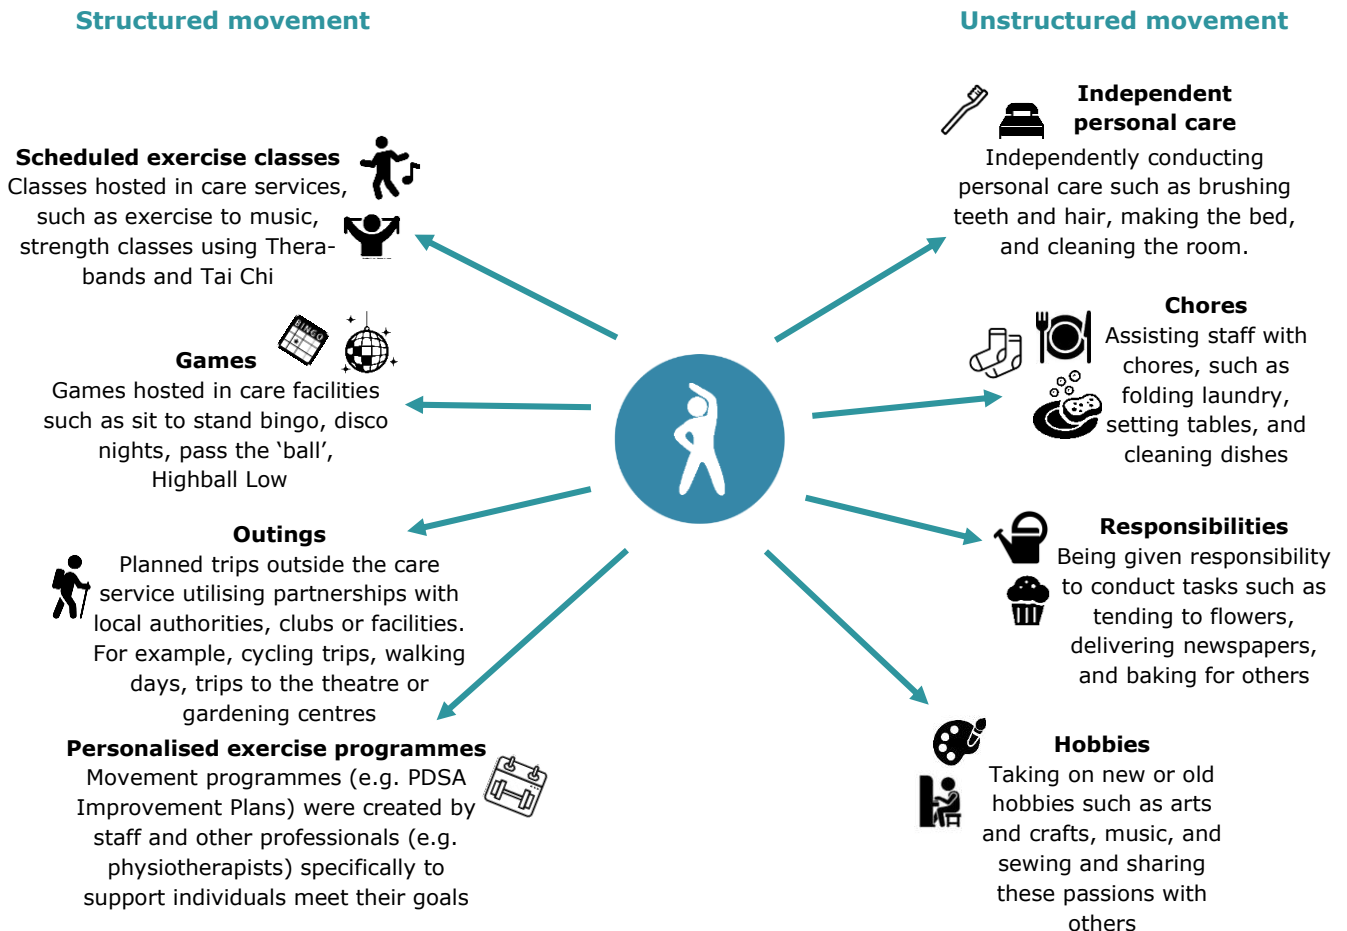 Structured movement
Scheduled exercise classes
Classes hosted in care services,
such as exercise to music,
strength classes using Thera-
bands and Tai Chi
Games
Games hosted in care facilities
such as sit to stand bingo, disco
nights, pass the ‘ball’,
Highball Low
Outings
Planned trips outside the care
service utilising partnerships with
local authorities, clubs or facilities.
For example, cycling trips, walking
days, trips to the theatre or
gardening centres
Personalised exercise programmes
Movement programmes (e.g. PDSA
Improvement Plans) were created by
staff and other professionals (e.g.
physiotherapists) specifically to
support individuals meet their goals
BINGO
Unstructured movement
Independent
personal care
Independently conducting
personal care such as brushing
teeth and hair, making the bed,
and cleaning the room.
Chores
Assisting staff with
chores, such as
folding laundry,
setting tables, and
cleaning dishes
Responsibilities
Being given responsibility
to conduct tasks such as
tending to flowers,
delivering newspapers,
and baking for others
Hobbies
Taking on new or old
hobbies such as arts
and crafts, music, and
sewing and sharing
these passions with
others